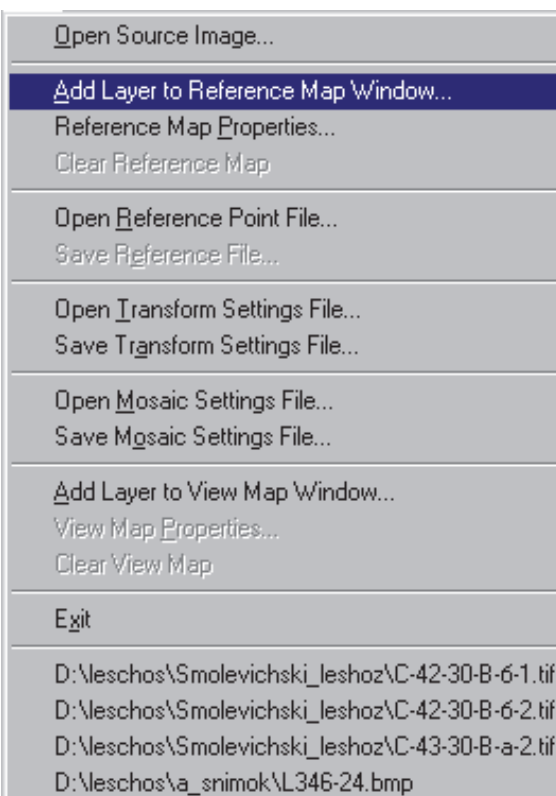 Open Source Image...
Add Layer to Reference Map Window...
Reference Map Properties...
Clear Reference Map
Open Reference Point File...
Save Reference File...
Open Transform Settings File...
Save Transform Settings File...
Open Mosaic Settings File...
Save Mosaic Settings File...
Add Layer to View Map Window...
View Map Properties...
Clear View Map
Exit
D:\leschos\Smolevichski_leshoz\C-42-30-B-6-1.tif
D:\leschos\Smolevichski_leshoz\C-42-30-B-6-2.tif
D:\leschos\Smolevichski_leshoz\C-43-30-B-a-2.tif
D:\leschos\a_snimok\L346-24.bmp